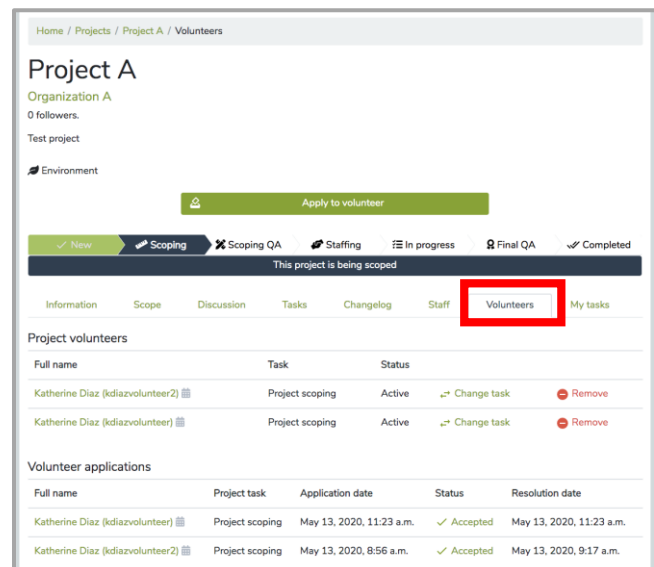 Home / Projects / Project A / Volunteers
Project A
Organization A
0 followers.
Test project
Environment
Apply to volunteer
New Scoping Scoping QA Staffing In progress Final QA Completed
This project is being scoped
Information Scope Discussion Tasks Changelog Staff Volunteers My tasks
Project volunteers
Full name Task Status
Katherine Diaz (kdiazvolunteer2) Project scoping Active Change task Remove
Katherine Diaz (kdiazvolunteer) Project scoping Active Change task Remove
Volunteer applications
Full name Project task Application date Status Resolution date
Katherine Diaz (kdiazvolunteer) Project scoping May 13, 2020, 11:23 a.m. Accepted May 13, 2020, 11:23 a.m.
Katherine Diaz (kdiazvolunteer2) Project scoping May 13, 2020, 8:56 a.m. Accepted May 13, 2020, 9:17 a.m.